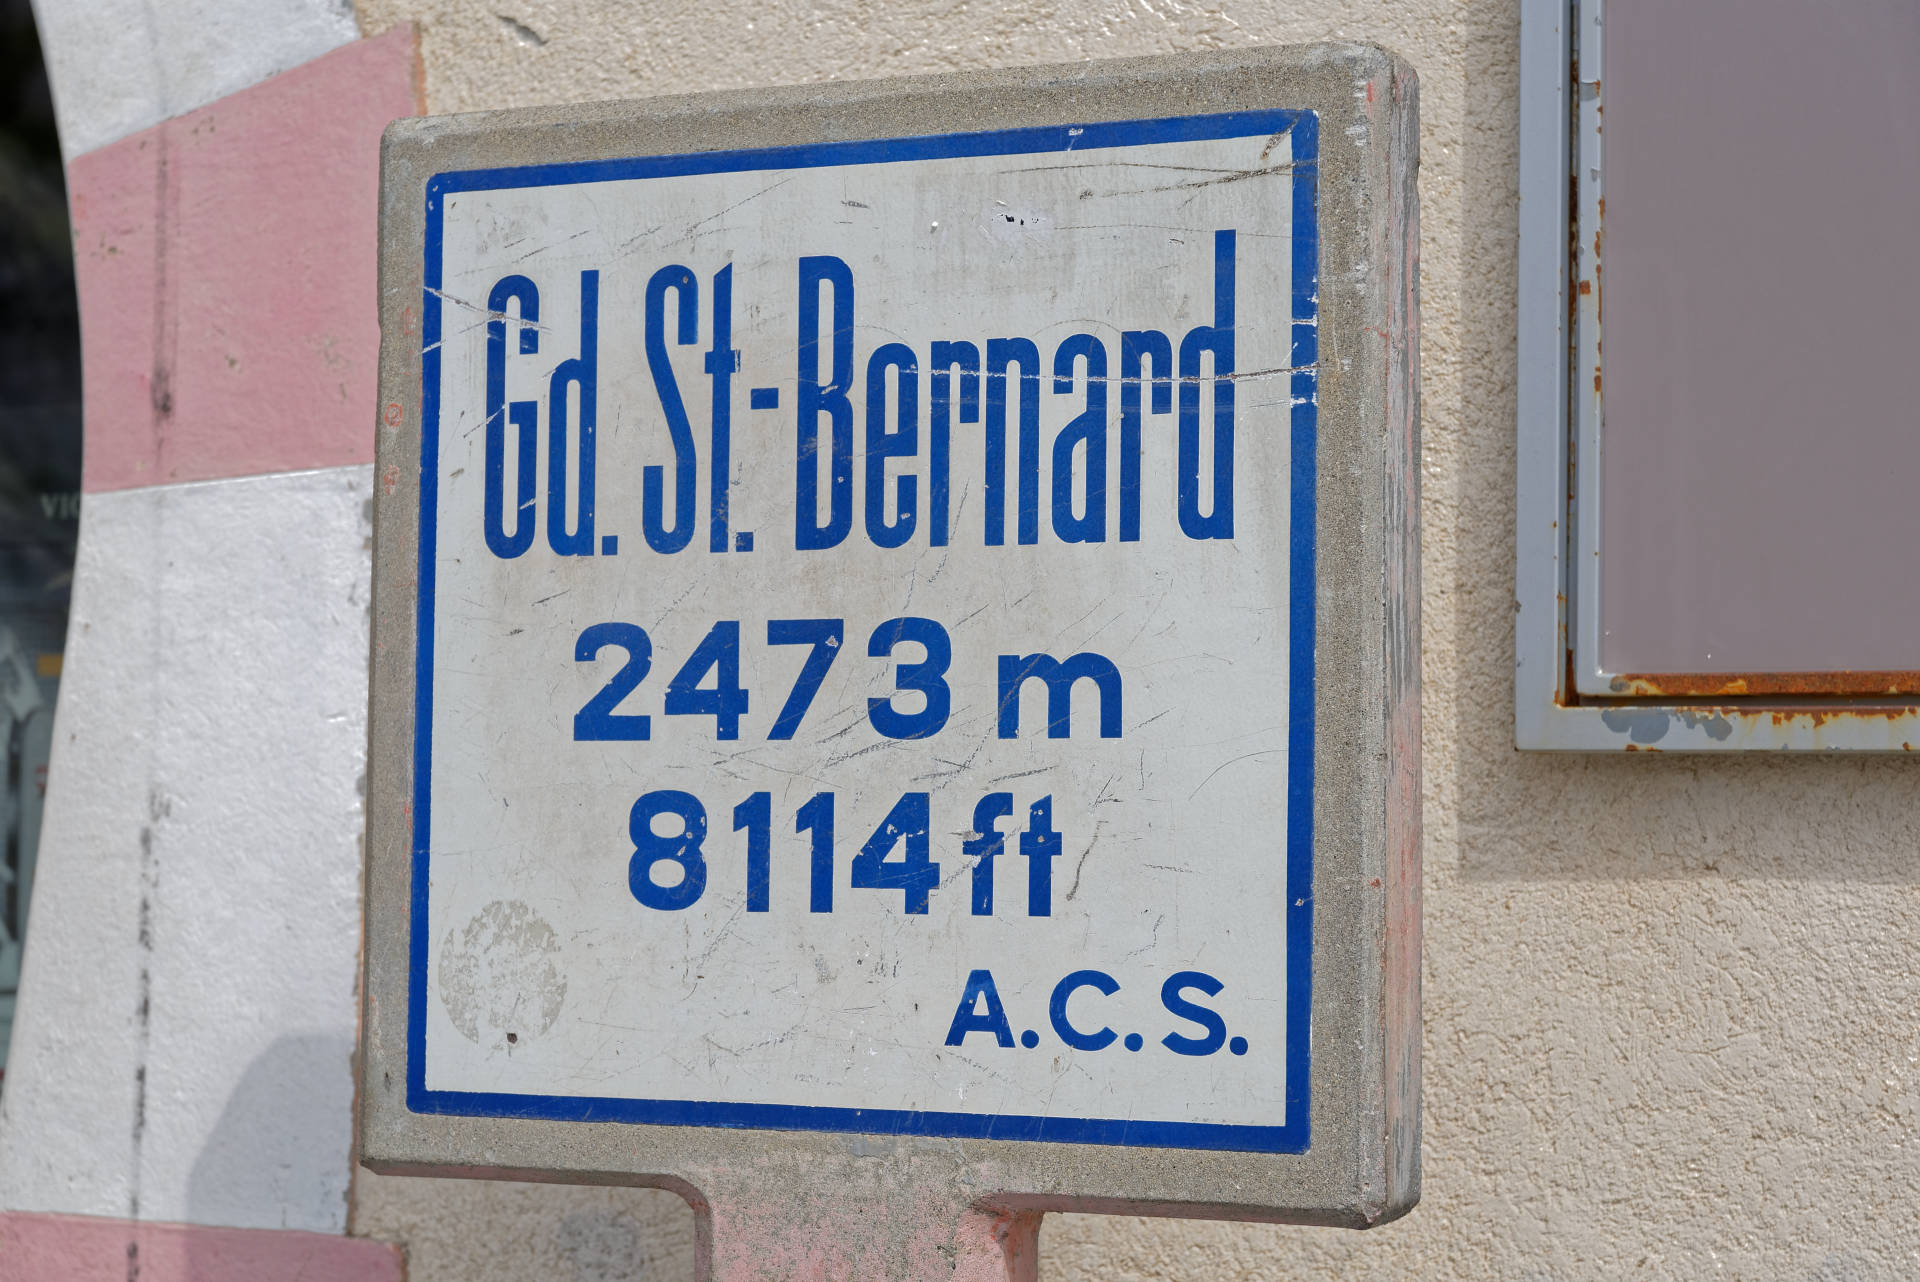 Gd. St.-Bernard
2473 m
8114 ft
A.C.S.